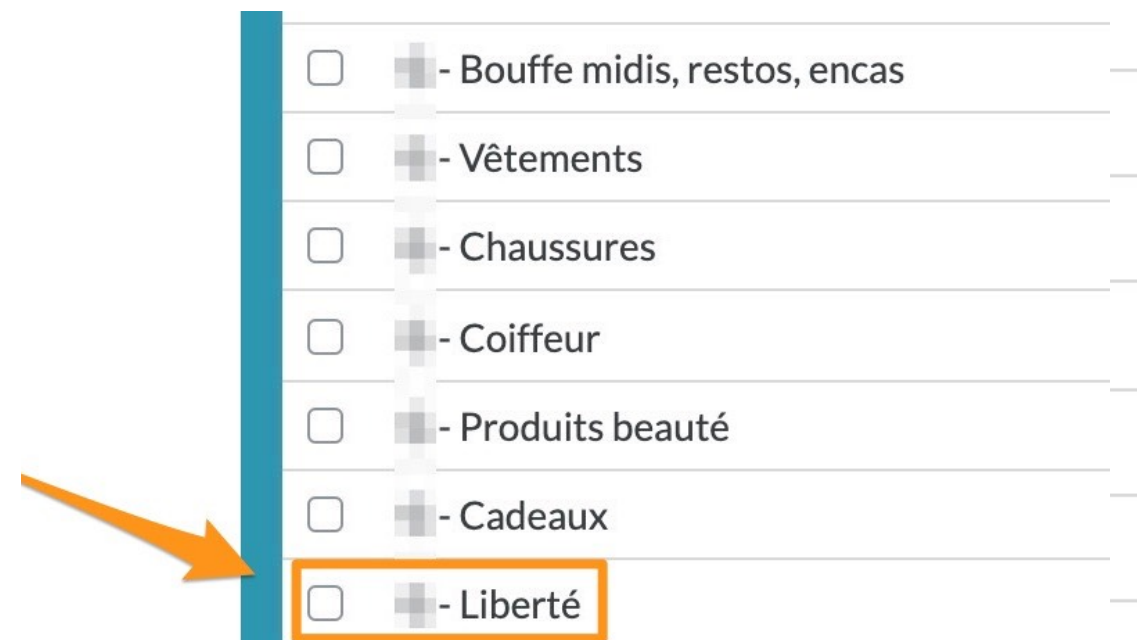 - Bouffe midis, restos, encas
- Vêtements
- Chaussures
- Coiffeur
- Produits beauté
- Cadeaux
- Liberté